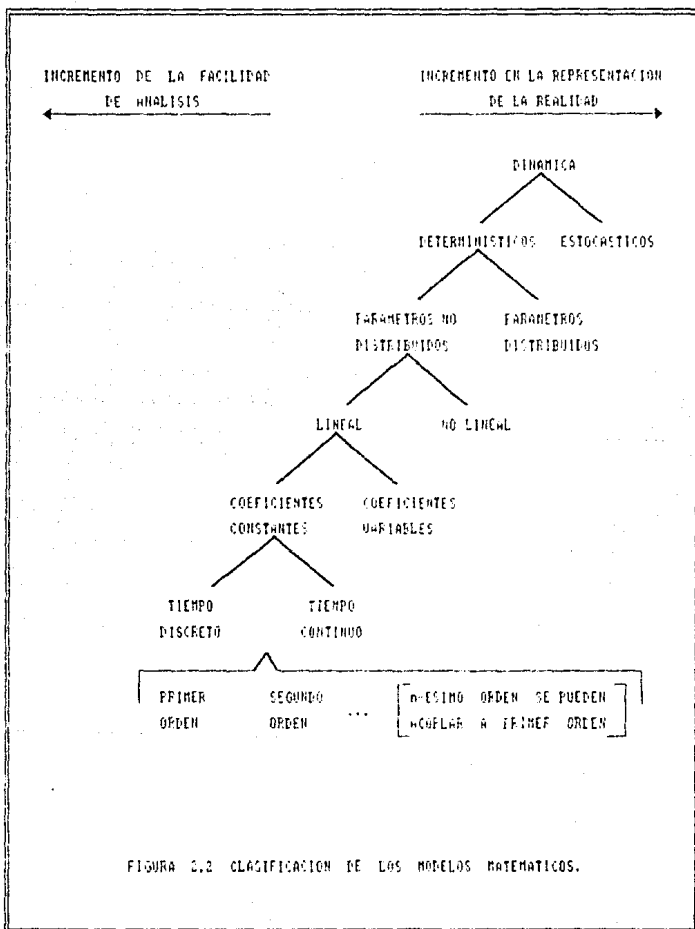 INCREMENTO DE LA FACILIDAD
DE ANALISIS
INCREMENTO EN LA REPRESENTACION
DE LA REALIDAD
DINAMICA
DETERMINISTICOS ESTOCASTICOS
PARAMETROS NO PARAMETROS
DISTRIBUIDOS DISTRIBUIDOS
LINEAL NO LINEAL
COEFICIENTES COEFICIENTES
CONSTANTES VARIABLES
TIEMPO TIEMPO
DISCRETO CONTINUO
PRIMER SEGUNDO n-ESIMO ORDEN SE PUEDEN
ORDEN ORDEN ... ACOPLAR A PRIMER ORDEN
FIGURA 2.2 CLASIFICACION DE LOS MODELOS MATEMATICOS.